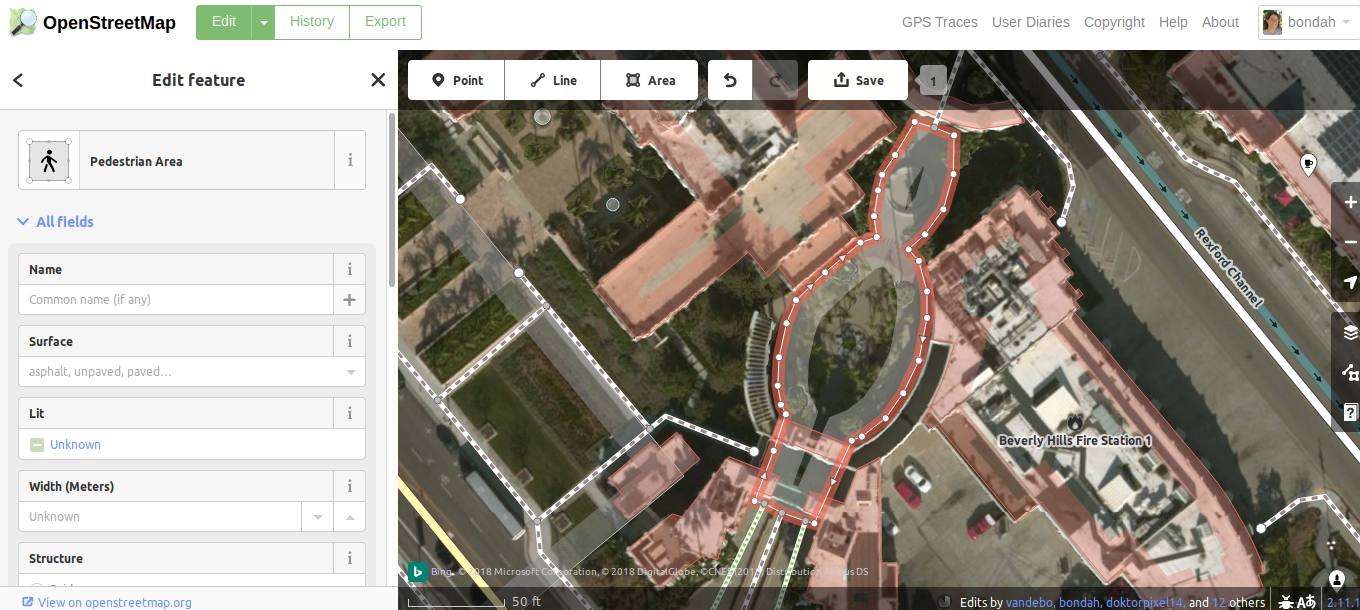 OpenStreetMap
Edit
History
Export
GPS Traces
User Diaries
Copyright
Help
About
bondah
Edit feature
Point
Line
Area
Save
1
Pedestrian Area
i
All fields
Name
i
Common name (if any)
+
Surface
i
asphalt, unpaved, paved...
Lit
i
Unknown
Width (Meters)
i
Unknown
Structure
i
View on openstreetmap.org
Rexford Channel
Beverly Hills Fire Station 1
Bing, © 2018 Microsoft Corporation, © 2018 DigitalGlobe, ©CNES (2018) Distribution Airbus DS
50 ft
Edits by vandebo, bondah, doktorpixel14, and 12 others
2.11.1